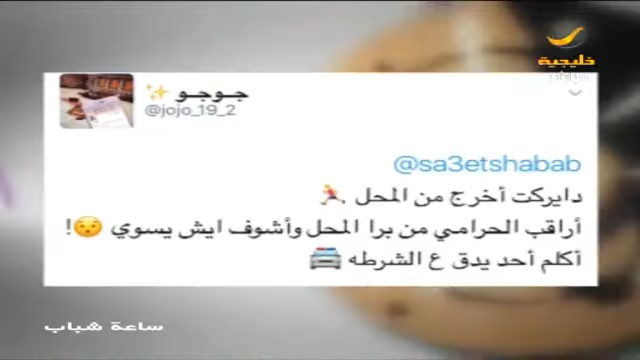 خليجية
مباشر
جوجو ✨
@jojo_19_2
@sa3etshabab
دايركت أخرج من المحل 🏃
أراقب الحرامي من برا المحل وأشوف ايش يسوي 😯!
أكلم أحد يدق ع الشرطه 🚔
ساعة شباب